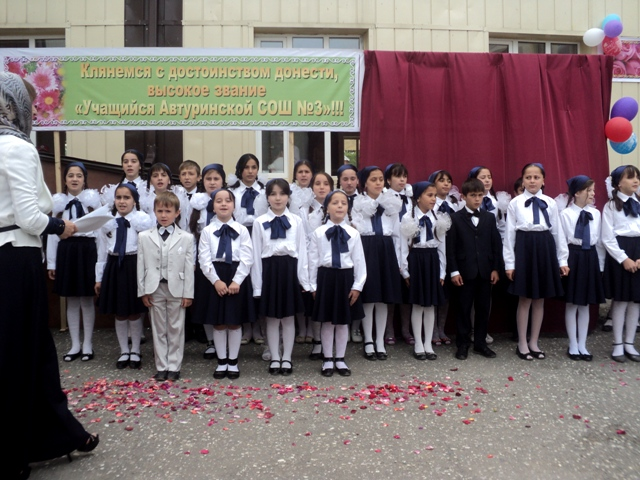 Клянемся с достоинством донести,
высокое звание
«Учащийся Автуринской СОШ №3»!!!